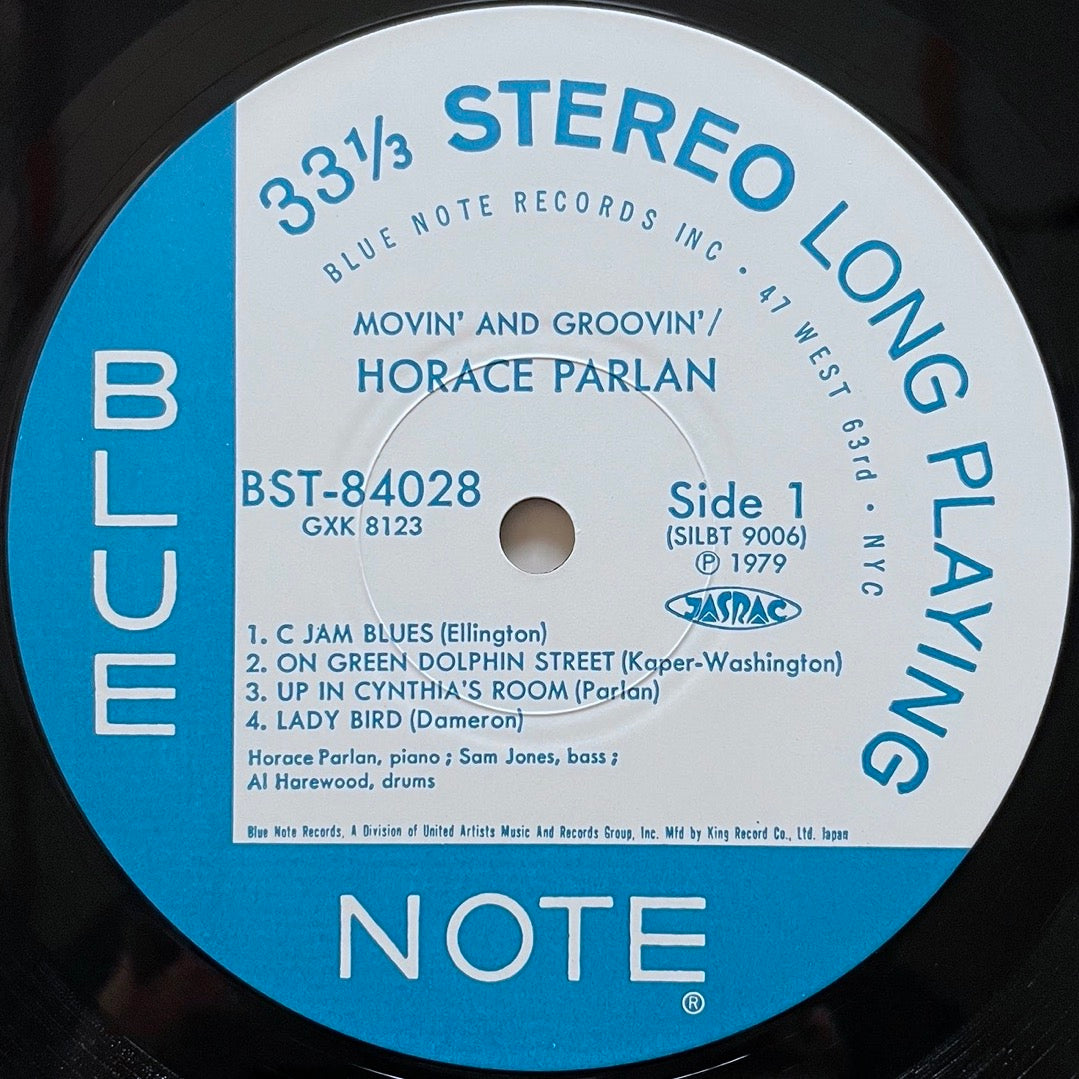 33⅓ STEREO LONG PLAYING
BLUE NOTE RECORDS INC • 47 WEST 63rd • NYC
MOVIN' AND GROOVIN'/
HORACE PARLAN
BST-84028
GXK 8123
Side 1
(SILBT 9006)
℗ 1979
JASRAC
1. C JAM BLUES (Ellington)
2. ON GREEN DOLPHIN STREET (Kaper-Washington)
3. UP IN CYNTHIA'S ROOM (Parlan)
4. LADY BIRD (Dameron)
Horace Parlan, piano ; Sam Jones, bass ;
Al Harewood, drums
Blue Note Records, A Division of United Artists Music And Records Group, Inc. Mfd by King Record Co., Ltd. Japan
BLUE
NOTE
®